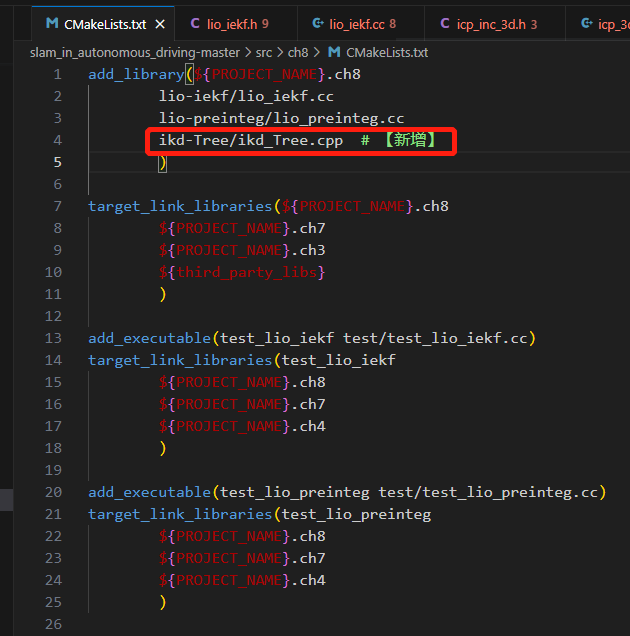 CMakeLists.txt × lio_iekf.h 9 lio_iekf.cc 8 icp_inc_3d.h 3
slam_in_autonomous_driving-master > src > ch8 > CMakeLists.txt
1 add_library(${PROJECT_NAME}.ch8
2 lio-iekf/lio_iekf.cc
3 lio-preinteg/lio_preinteg.cc
4 ikd-Tree/ikd_Tree.cpp # 【新增】
5 )
6
7 target_link_libraries(${PROJECT_NAME}.ch8
8 ${PROJECT_NAME}.ch7
9 ${PROJECT_NAME}.ch3
10 ${third_party_libs}
11 )
12
13 add_executable(test_lio_iekf test/test_lio_iekf.cc)
14 target_link_libraries(test_lio_iekf
15 ${PROJECT_NAME}.ch8
16 ${PROJECT_NAME}.ch7
17 ${PROJECT_NAME}.ch4
18 )
19
20 add_executable(test_lio_preinteg test/test_lio_preinteg.cc)
21 target_link_libraries(test_lio_preinteg
22 ${PROJECT_NAME}.ch8
23 ${PROJECT_NAME}.ch7
24 ${PROJECT_NAME}.ch4
25 )
26